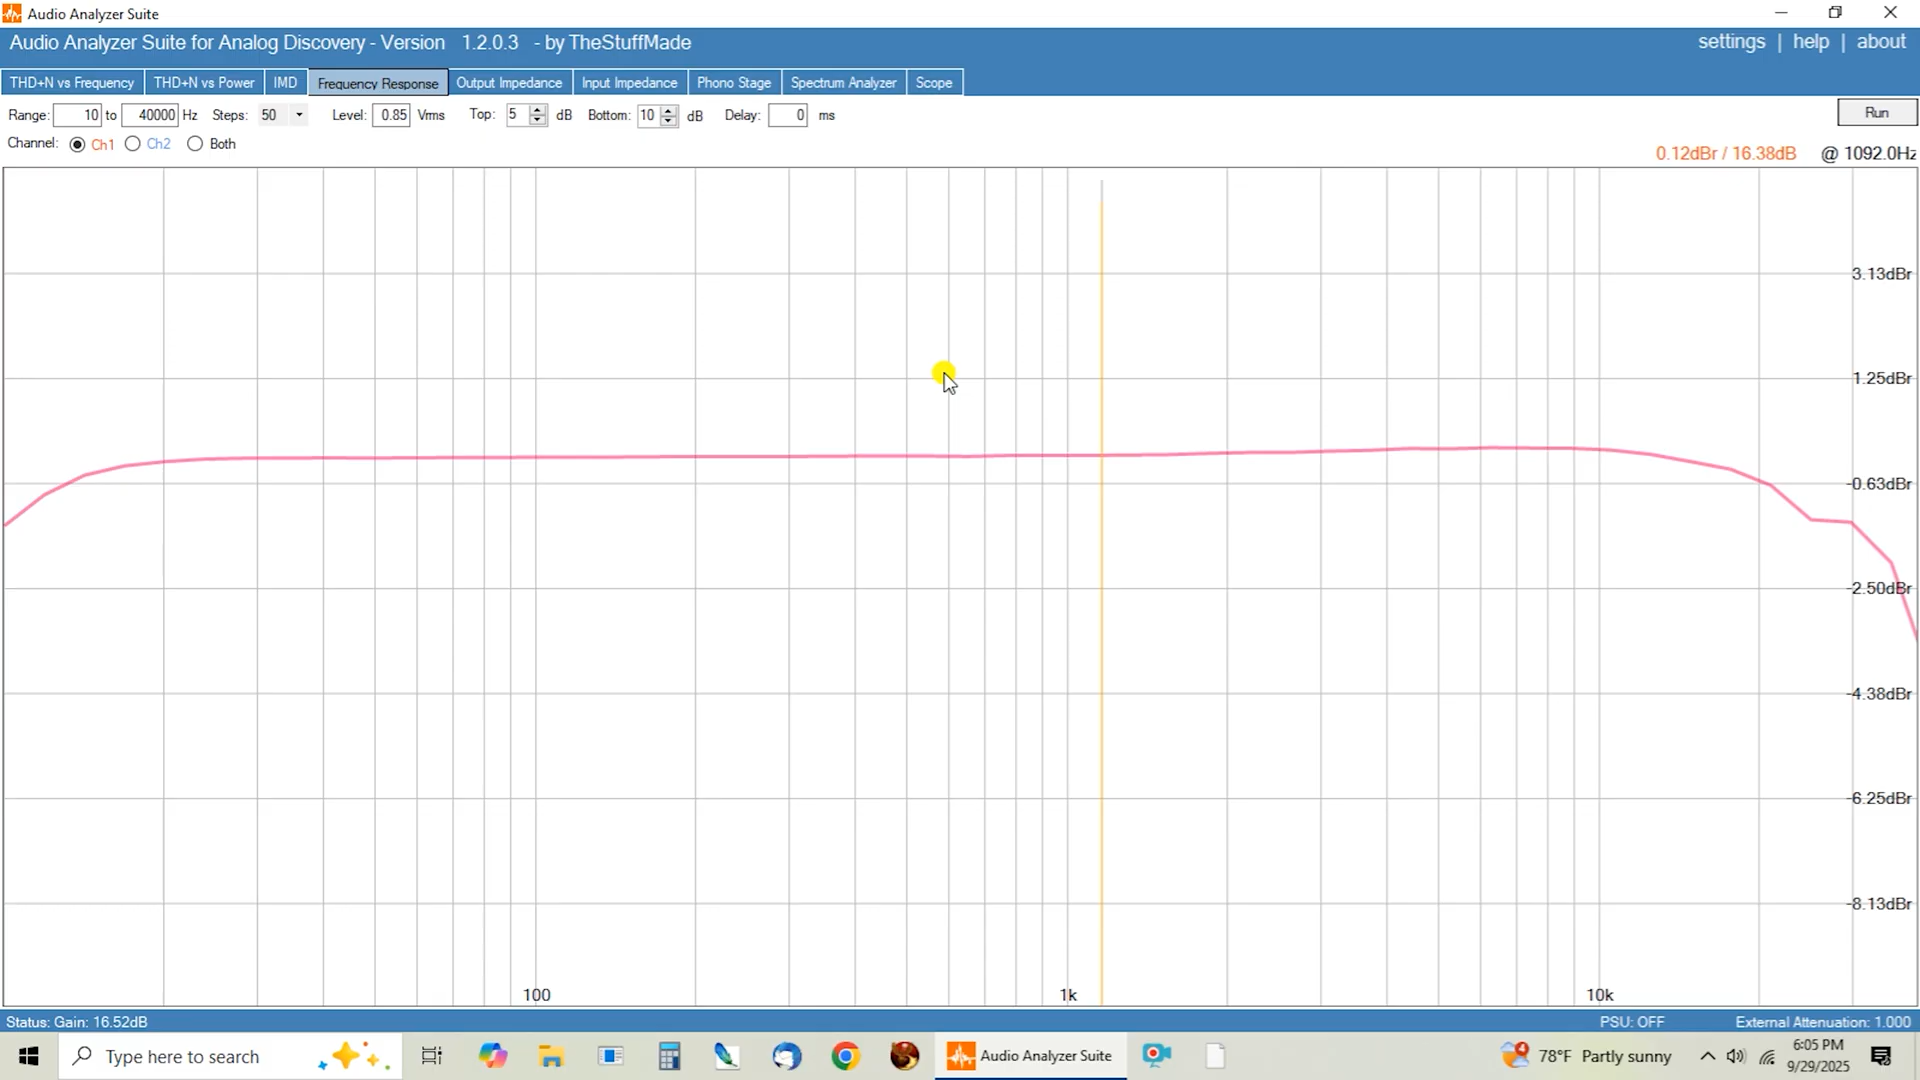 Audio Analyzer Suite
Audio Analyzer Suite for Analog Discovery - Version 1.2.0.3 - by TheStuffMade
settings | help | about
THD+N vs Frequency THD+N vs Power IMD Frequency Response Output Impedance Input Impedance Phono Stage Spectrum Analyzer Scope
Range: 10 to 40000 Hz Steps: 50 Level: 0.85 Vrms Top: 5 dB Bottom: 10 dB Delay: 0 ms
Run
Channel: Ch1 Ch2 Both
0.12dBr / 16.38dB @ 1092.0Hz
3.13dBr
1.25dBr
-0.63dBr
-2.50dBr
-4.38dBr
-6.25dBr
-8.13dBr
100 1k 10k
Status: Gain: 16.52dB PSU: OFF External Attenuation: 1.000
Type here to search
Audio Analyzer Suite
4
78°F Partly sunny
6:05 PM
9/29/2025